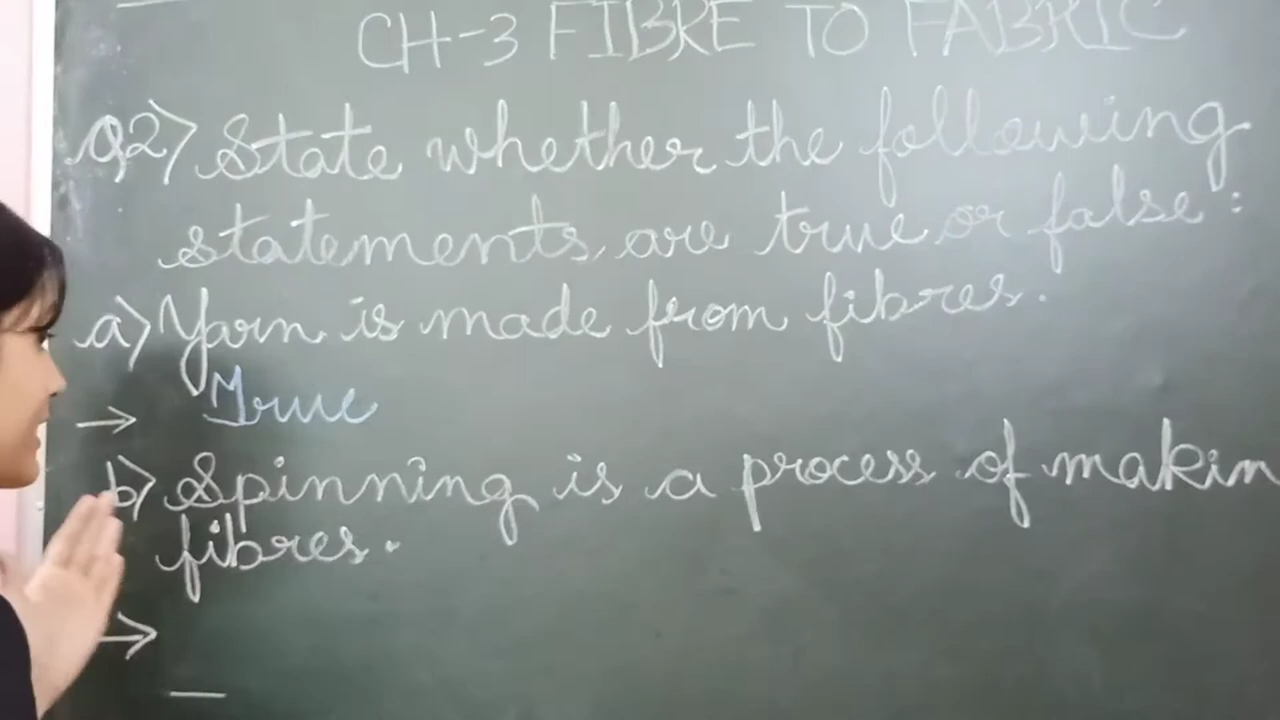 CH-3 FIBRE TO FABRIC
Q2> State whether the following
statements are true or false:
a> Yarn is made from fibres.
→ True
b> Spinning is a process of makin
fibres.
→